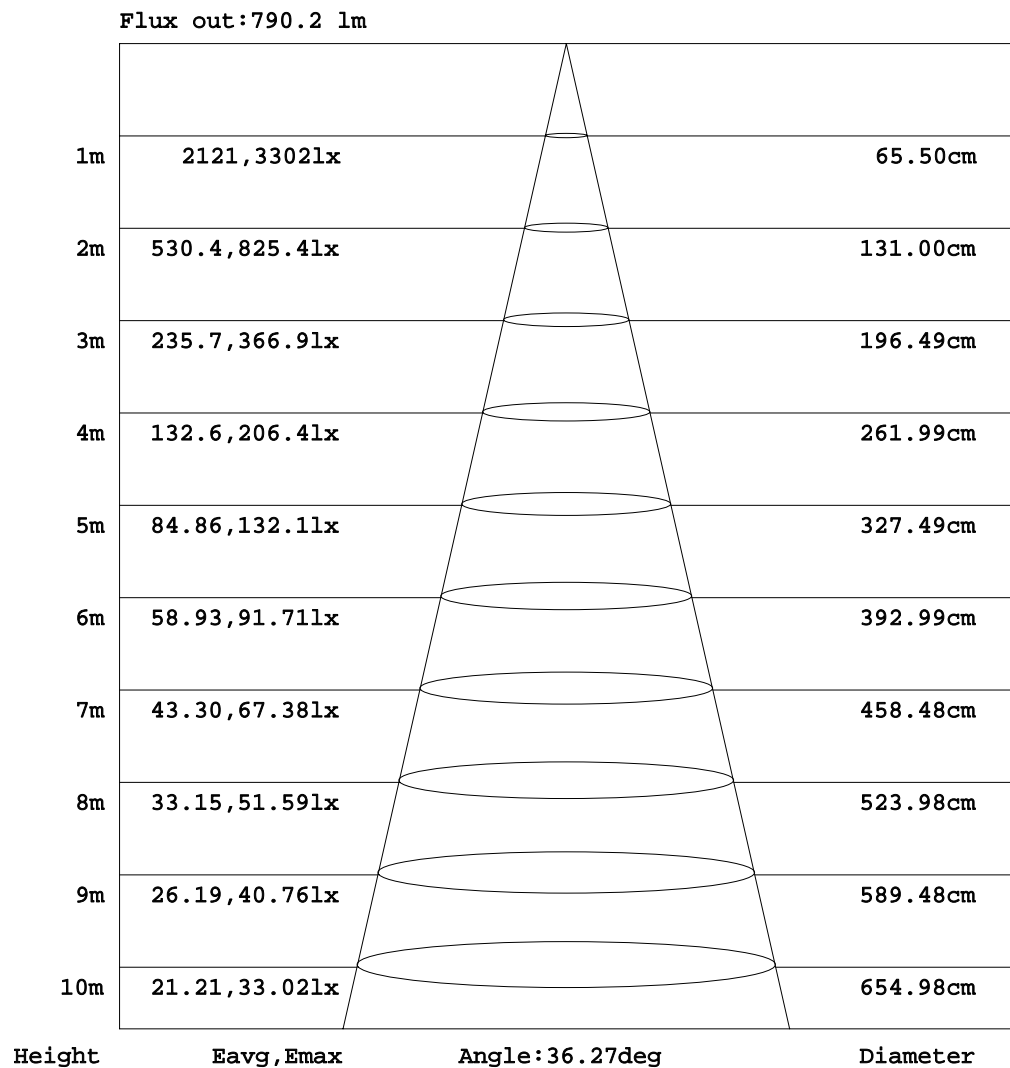 Flux out:790.2 lm
1m 2121,3302lx 65.50cm
2m 530.4,825.4lx 131.00cm
3m 235.7,366.9lx 196.49cm
4m 132.6,206.4lx 261.99cm
5m 84.86,132.1lx 327.49cm
6m 58.93,91.71lx 392.99cm
7m 43.30,67.38lx 458.48cm
8m 33.15,51.59lx 523.98cm
9m 26.19,40.76lx 589.48cm
10m 21.21,33.02lx 654.98cm
Height Eavg,Emax Angle:36.27deg Diameter